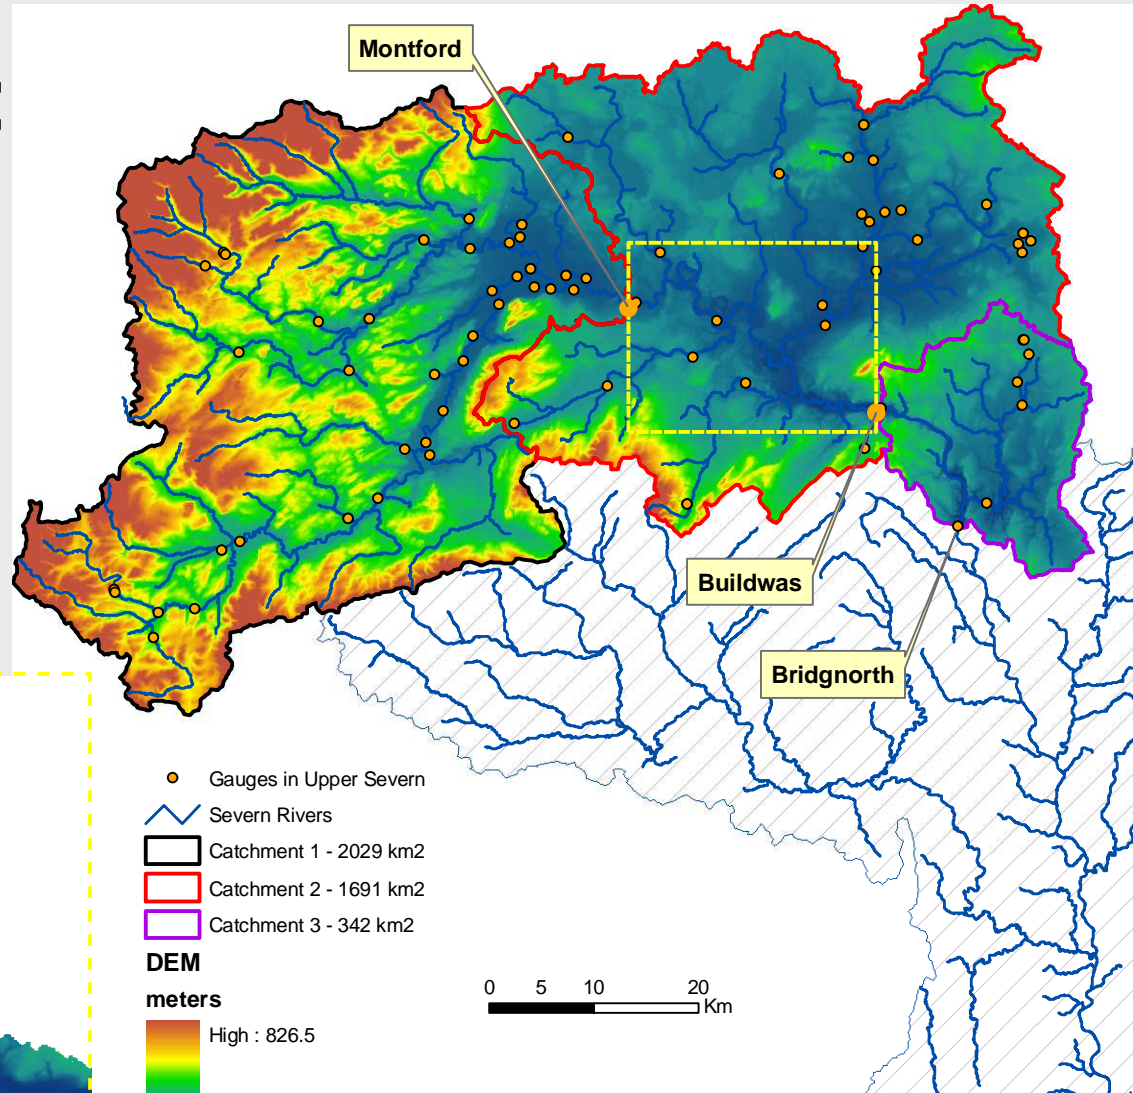 Montford
Buildwas
Bridgnorth
Gauges in Upper Severn
Severn Rivers
Catchment 1 - 2029 km2
Catchment 2 - 1691 km2
Catchment 3 - 342 km2
DEM
meters
High : 826.5
0 5 10 20
Km